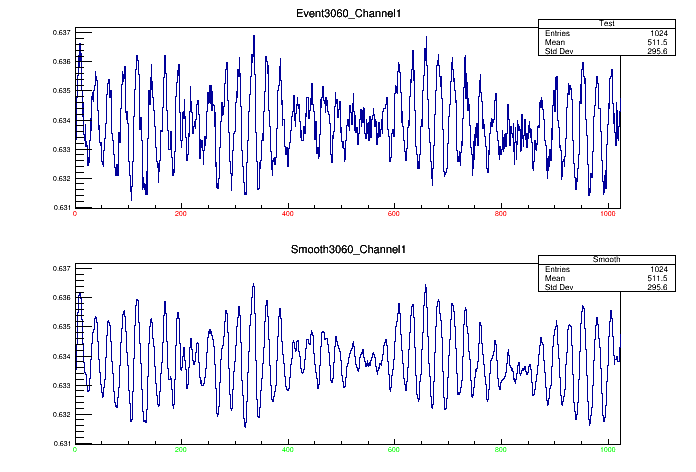 Event3060_Channel1
Test
Entries 1024
Mean 511.5
Std Dev 295.6
0.637
0.636
0.635
0.634
0.633
0.632
0.631
0 200 400 600 800 1000
Smooth3060_Channel1
Smooth
Entries 1024
Mean 511.5
Std Dev 295.6
0.637
0.636
0.635
0.634
0.633
0.632
0.631
0 200 400 600 800 1000